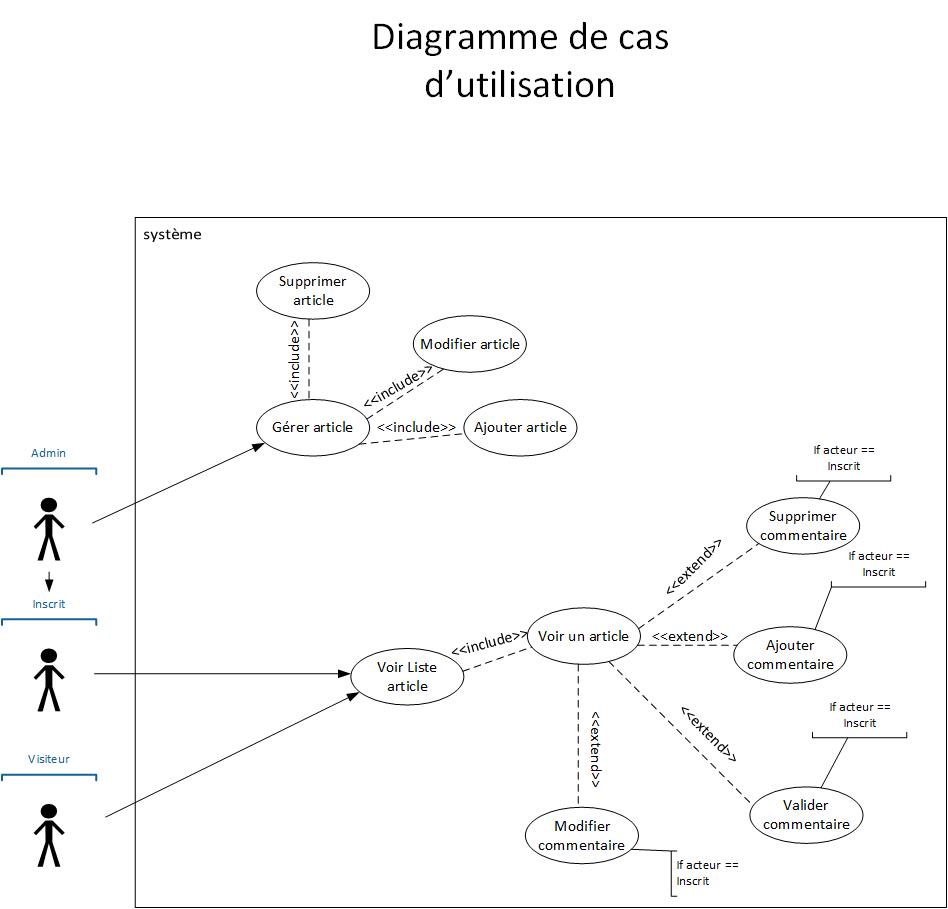 Diagramme de cas
d’utilisation
système
Supprimer
article
<<include>>
Modifier article
<<include>>
Gérer article
<<include>>
Ajouter article
Admin
If acteur ==
Inscrit
Supprimer
commentaire
<<extend>>
If acteur ==
Inscrit
Inscrit
Voir un article
<<include>>
<<extend>>
Ajouter
commentaire
Voir Liste
article
If acteur ==
Inscrit
<<extend>>
<<extend>>
Visiteur
Valider
commentaire
Modifier
commentaire
If acteur ==
Inscrit